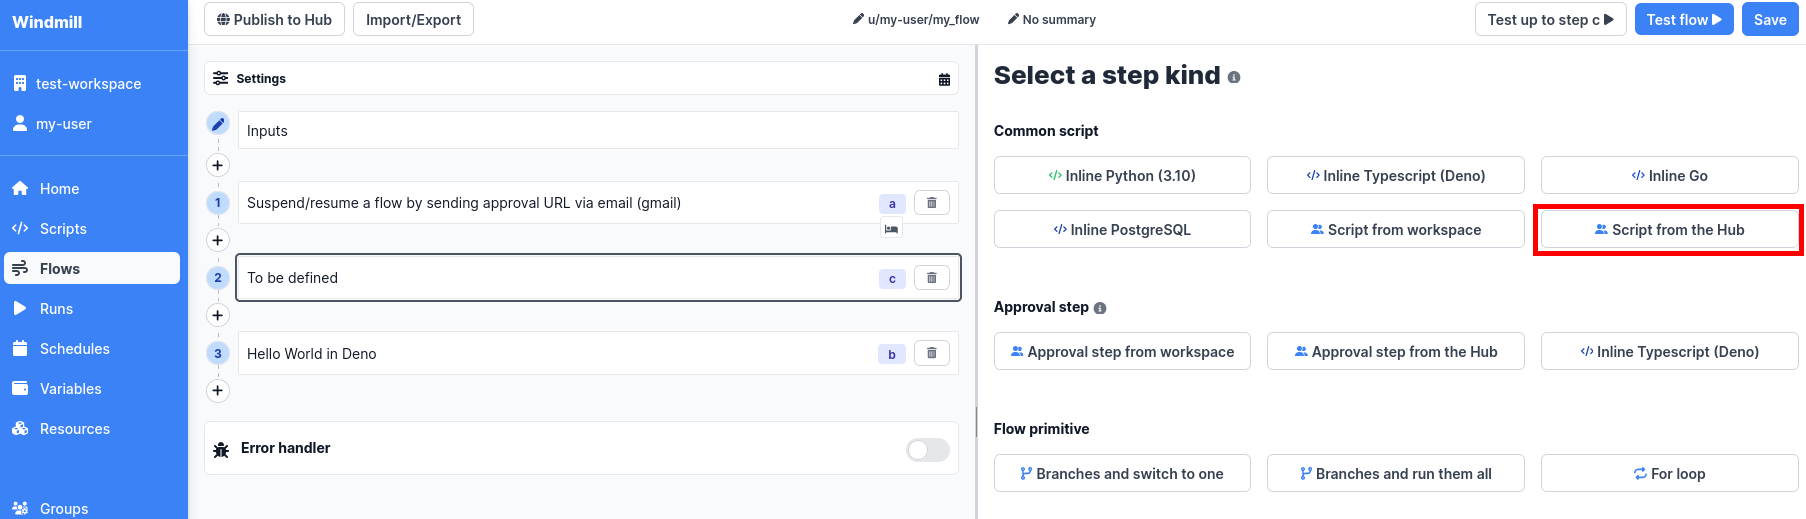 Windmill
test-workspace
my-user
Home
Scripts
Flows
Runs
Schedules
Variables
Resources
Groups
Publish to Hub
Import/Export
u/my-user/my_flow
No summary
Test up to step c
Test flow
Save
Settings
Inputs
1 Suspend/resume a flow by sending approval URL via email (gmail) a
2 To be defined c
3 Hello World in Deno b
Error handler
Select a step kind
Common script
Inline Python (3.10)
Inline Typescript (Deno)
Inline Go
Inline PostgreSQL
Script from workspace
Script from the Hub
Approval step
Approval step from workspace
Approval step from the Hub
Inline Typescript (Deno)
Flow primitive
Branches and switch to one
Branches and run them all
For loop